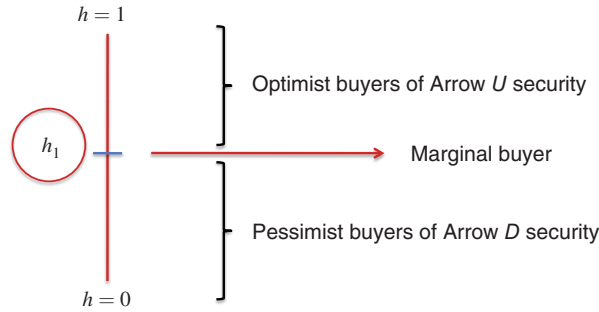 h = 1
Optimist buyers of Arrow U security
h₁
Marginal buyer
Pessimist buyers of Arrow D security
h = 0